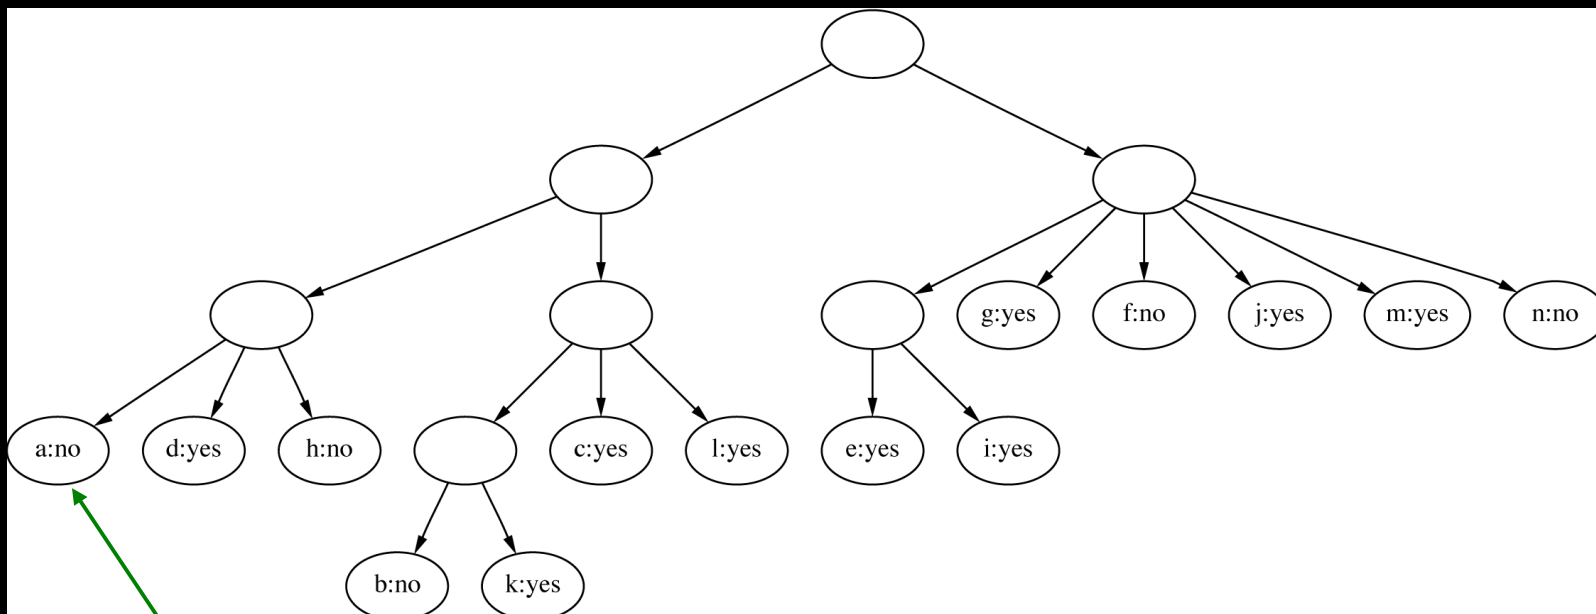 g:yes f:no j:yes m:yes n:no
a:no d:yes h:no c:yes l:yes e:yes i:yes
b:no k:yes